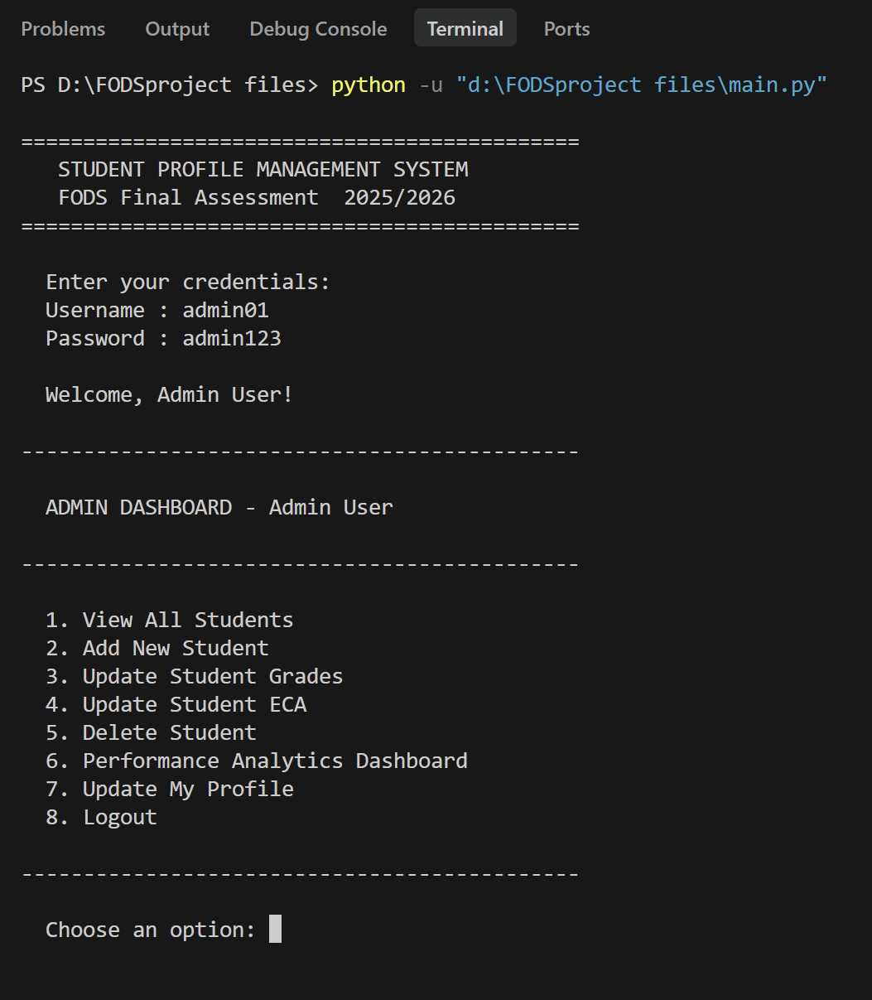 Problems Output Debug Console Terminal Ports
PS D:\FODSproject files> python -u "d:\FODSproject files\main.py"
=============================================
STUDENT PROFILE MANAGEMENT SYSTEM
FODS Final Assessment  2025/2026
=============================================
Enter your credentials:
Username : admin01
Password : admin123
Welcome, Admin User!
---------------------------------------------
ADMIN DASHBOARD - Admin User
---------------------------------------------
1. View All Students
2. Add New Student
3. Update Student Grades
4. Update Student ECA
5. Delete Student
6. Performance Analytics Dashboard
7. Update My Profile
8. Logout
---------------------------------------------
Choose an option: